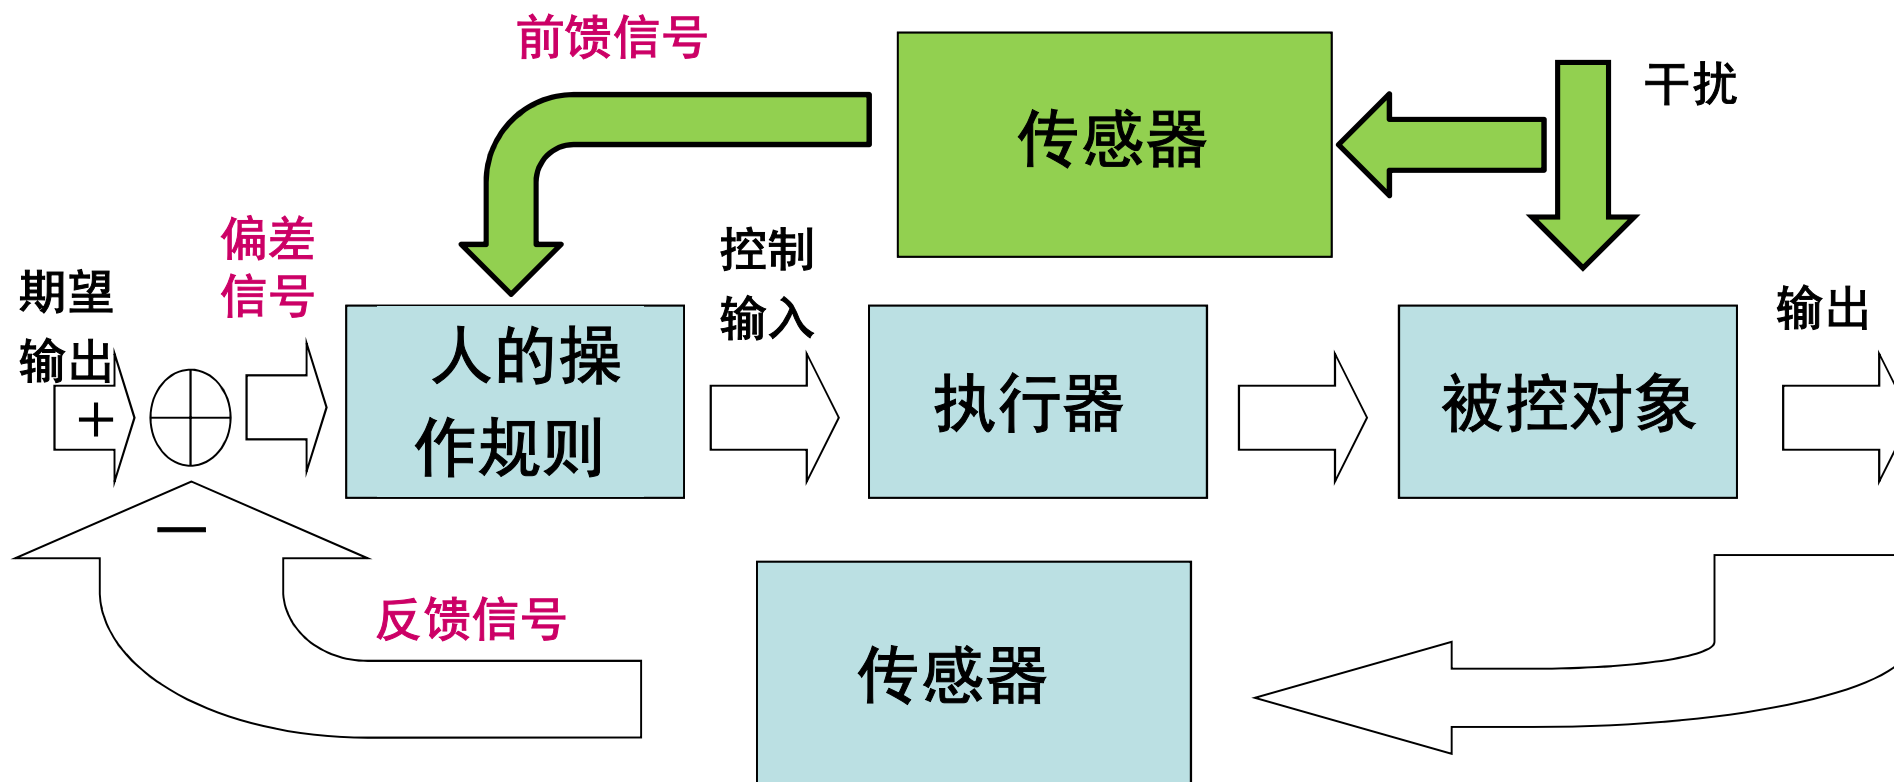 前馈信号
传感器
干扰
偏差
信号
期望
输出
控制
输入
输出
+
人的操
作规则
执行器
被控对象
—
反馈信号
传感器